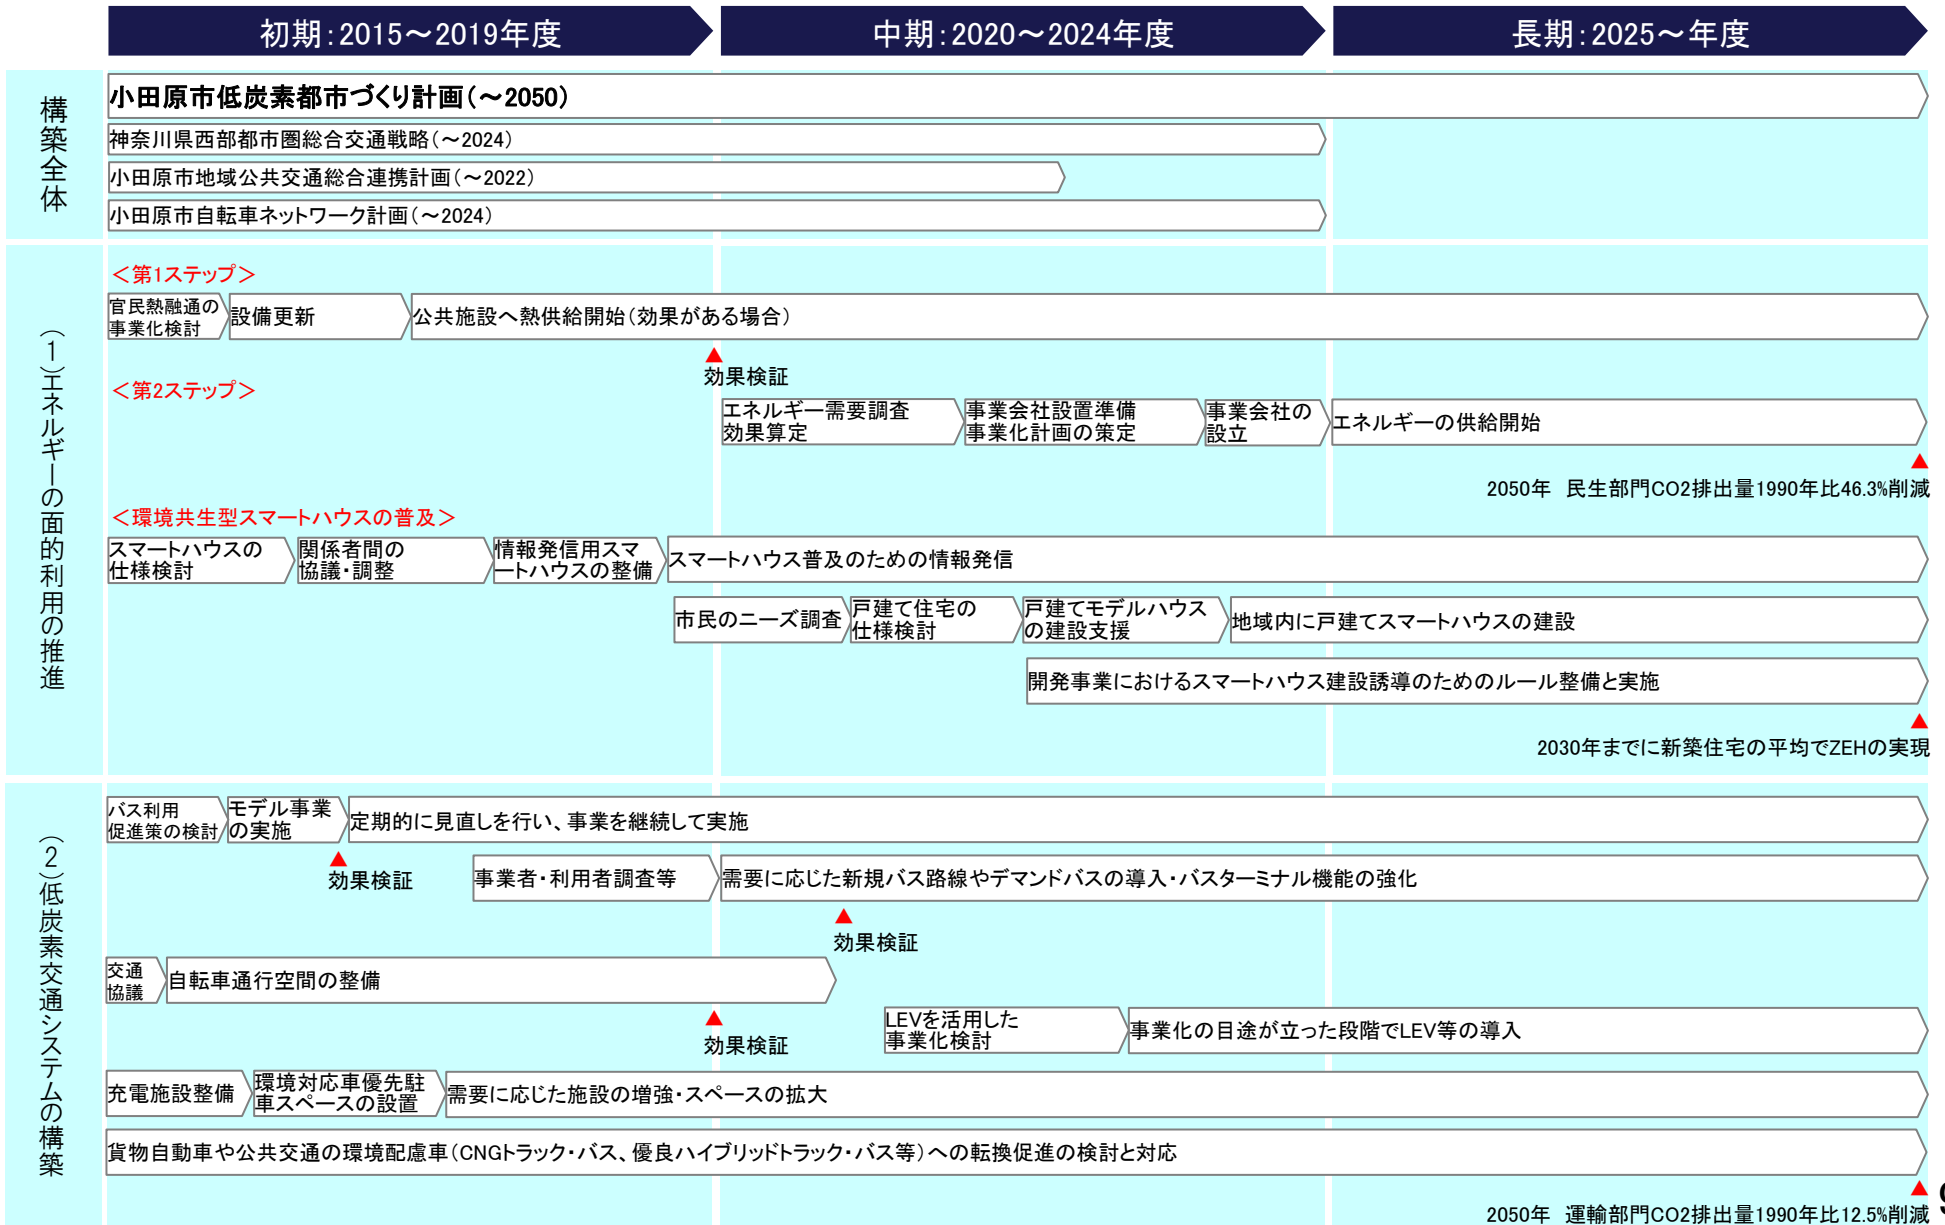 初期：2015～2019年度
中期：2020～2024年度
長期：2025～年度
構築全体
小田原市低炭素都市づくり計画（～2050）
神奈川県西部都市圏総合交通戦略（～2024）
小田原市地域公共交通総合連携計画（～2022）
小田原市自転車ネットワーク計画（～2024）
（1）エネルギーの面的利用の推進
＜第1ステップ＞
官民熱融通の
事業化検討
設備更新
公共施設へ熱供給開始（効果がある場合）
効果検証
＜第2ステップ＞
エネルギー需要調査
効果算定
事業会社設置準備
事業化計画の策定
事業会社の
設立
エネルギーの供給開始
2050年　民生部門CO2排出量1990年比46.3%削減
＜環境共生型スマートハウスの普及＞
スマートハウスの
仕様検討
関係者間の
協議・調整
情報発信用スマ
ートハウスの整備
スマートハウス普及のための情報発信
市民のニーズ調査
戸建て住宅の
仕様検討
戸建てモデルハウス
の建設支援
地域内に戸建てスマートハウスの建設
開発事業におけるスマートハウス建設誘導のためのルール整備と実施
2030年までに新築住宅の平均でZEHの実現
（2）低炭素交通システムの構築
バス利用
促進策の検討
モデル事業
の実施
定期的に見直しを行い、事業を継続して実施
効果検証
事業者・利用者調査等
需要に応じた新規バス路線やデマンドバスの導入・バスターミナル機能の強化
効果検証
交通
協議
自転車通行空間の整備
効果検証
LEVを活用した
事業化検討
事業化の目途が立った段階でLEV等の導入
充電施設整備
環境対応車優先駐
車スペースの設置
需要に応じた施設の増強・スペースの拡大
貨物自動車や公共交通の環境配慮車（CNGトラック・バス、優良ハイブリッドトラック・バス等）への転換促進の検討と対応
2050年　運輸部門CO2排出量1990年比12.5%削減